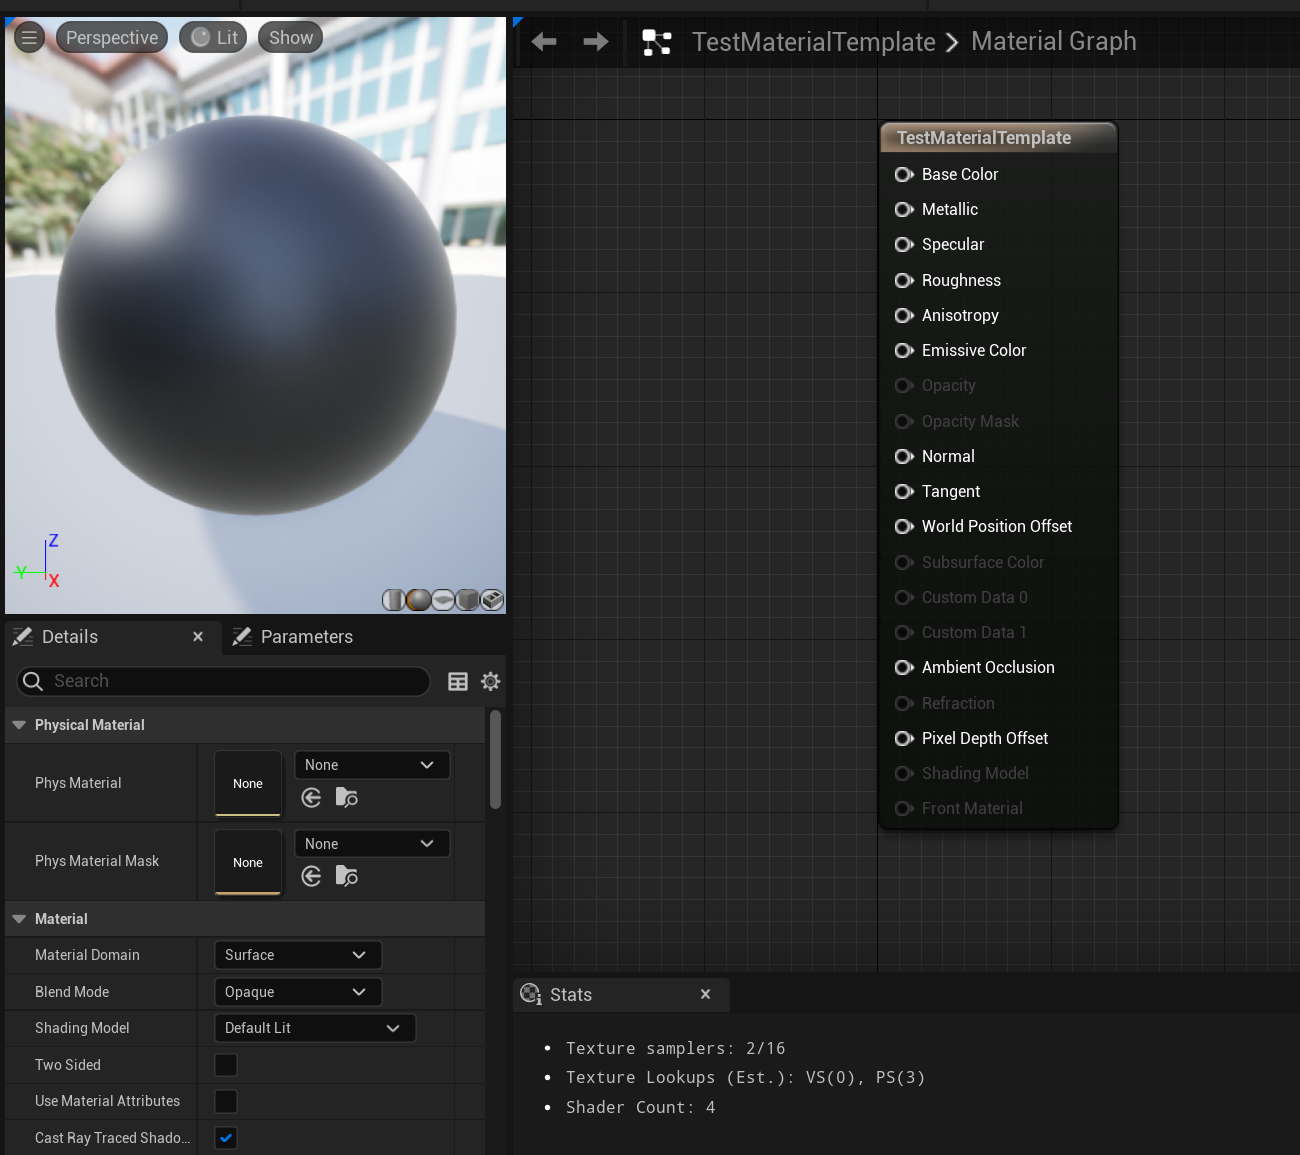 Perspective
Lit
Show
TestMaterialTemplate
Material Graph
TestMaterialTemplate
Base Color
Metallic
Specular
Roughness
Anisotropy
Emissive Color
Opacity
Opacity Mask
Normal
Tangent
World Position Offset
Subsurface Color
Custom Data 0
Custom Data 1
Ambient Occlusion
Refraction
Pixel Depth Offset
Shading Model
Front Material
Z
Y
X
Details
Parameters
Search
Physical Material
Phys Material
None
None
Phys Material Mask
None
None
Material
Material Domain
Surface
Blend Mode
Opaque
Shading Model
Default Lit
Two Sided
Use Material Attributes
Cast Ray Traced Shado...
Stats
• Texture samplers: 2/16
• Texture Lookups (Est.): VS(0), PS(3)
• Shader Count: 4